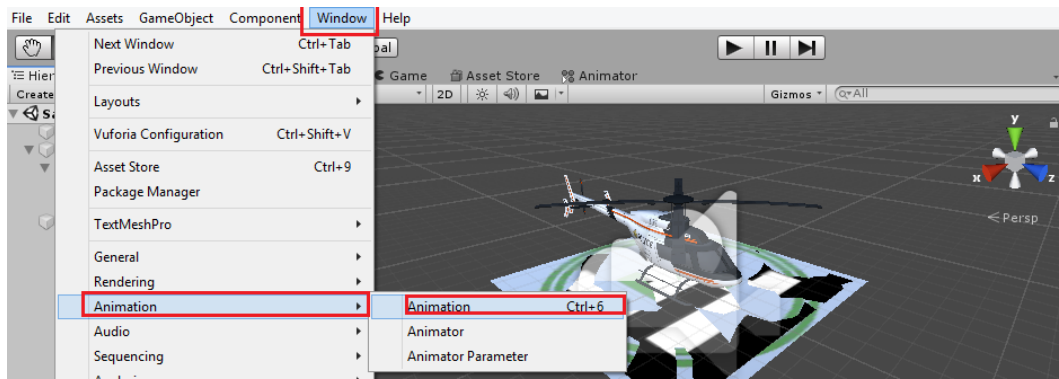 File Edit Assets GameObject Component Window Help
Next Window Ctrl+Tab
Previous Window Ctrl+Shift+Tab
Layouts
Vuforia Configuration Ctrl+Shift+V
Asset Store Ctrl+9
Package Manager
TextMeshPro
General
Rendering
Animation
Audio
Sequencing
Animation Ctrl+6
Animator
Animator Parameter
Create
Game Asset Store Animator
2D Gizmos All
y
x z
Persp